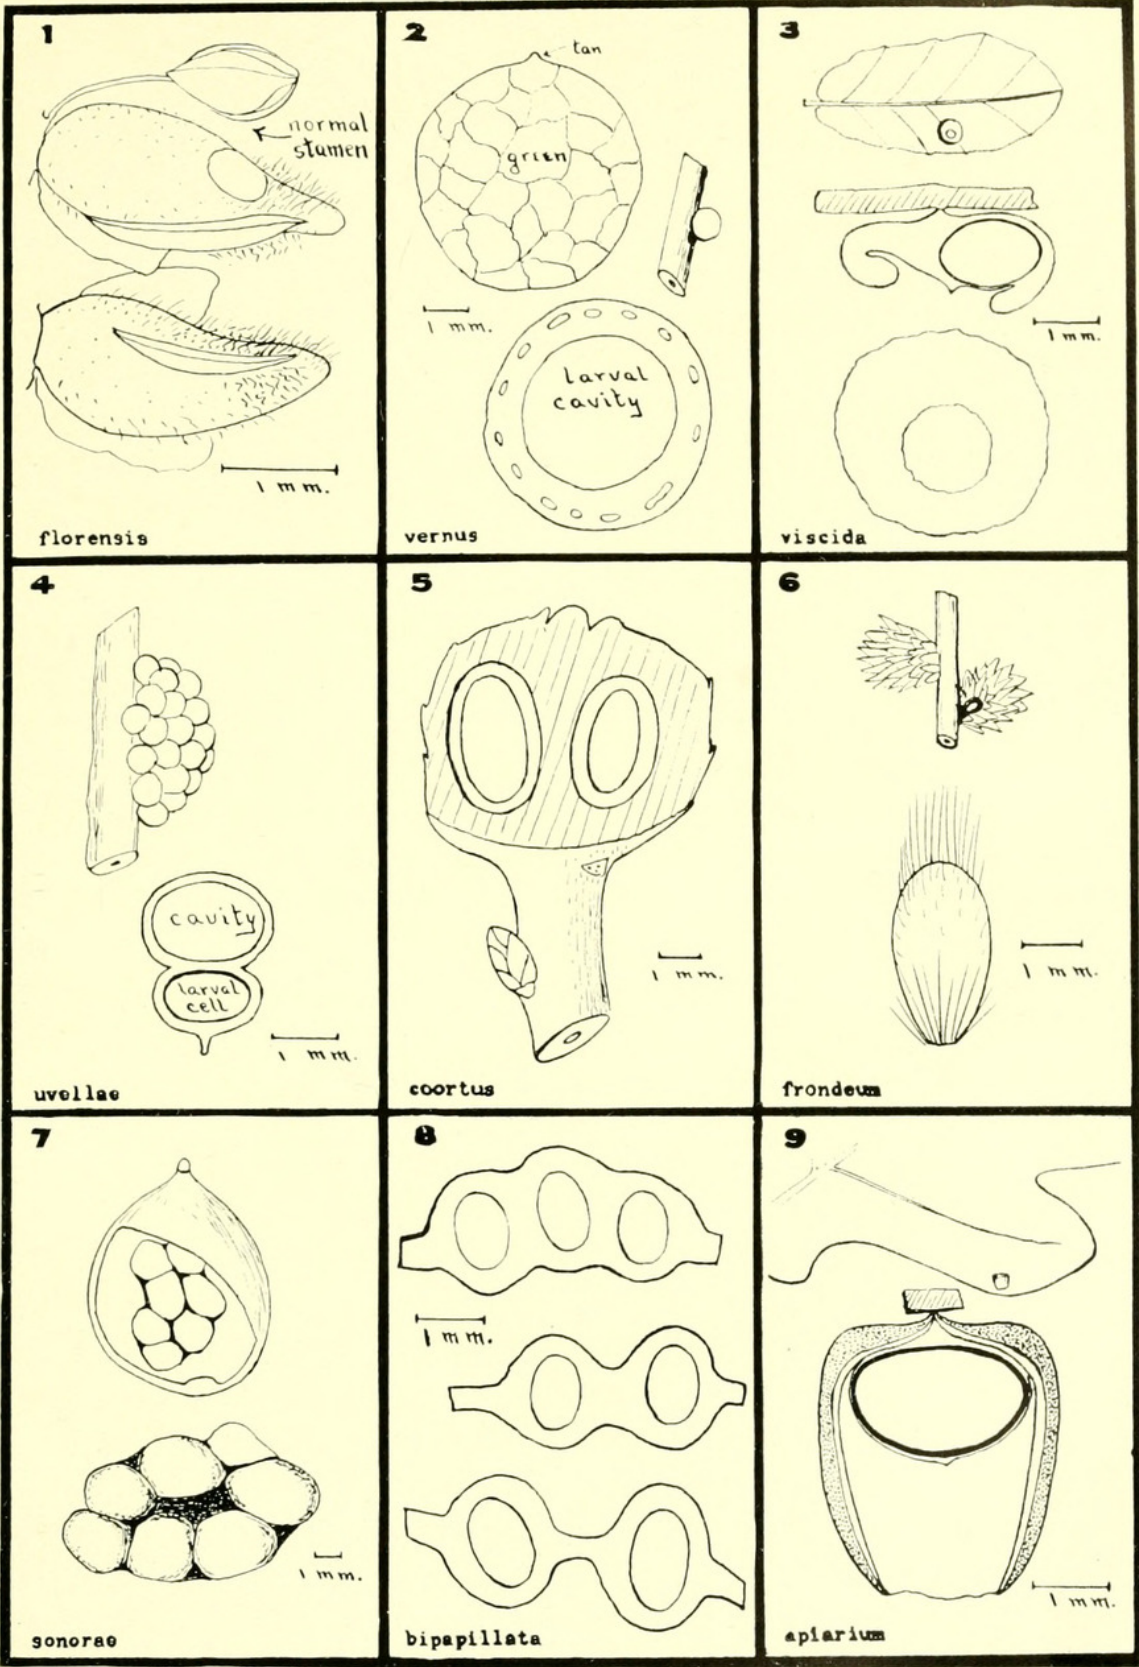 1
normal
stamen
1 mm.
florensis
2
tan
green
1 mm.
larval
cavity
vernus
3
1 mm.
viscida
4
cavity
larval
cell
1 mm.
uvellae
5
1 mm.
coortus
6
1 mm.
frondeum
7
1 mm.
sonorae
8
1 mm.
bipapillata
9
1 mm.
apiarium